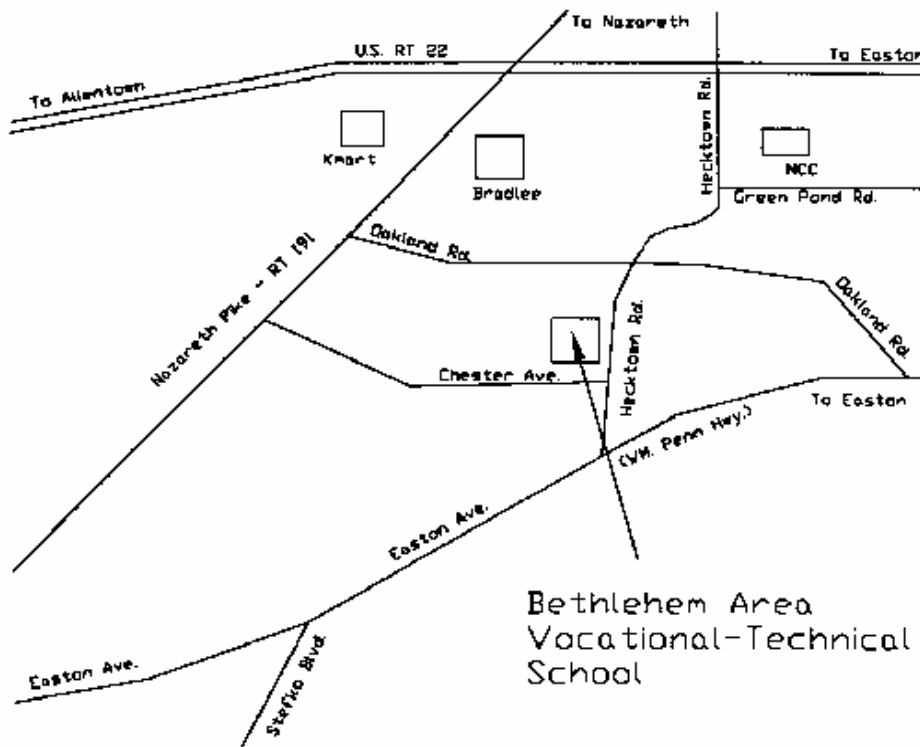 To Nazareth
U.S. RT 22
To Easton
To Allentown
Hecktown Rd.
Kmart
Bradlee
NCC
Green Pond Rd.
Oakland Rd.
Nazareth Pike - RT 191
Oakland Rd.
Hecktown Rd.
Chester Ave.
To Easton
(WM. Penn Hwy.)
Easton Ave.
Bethlehem Area
Vocational-Technical
School
Easton Ave.
Stefko Blvd.